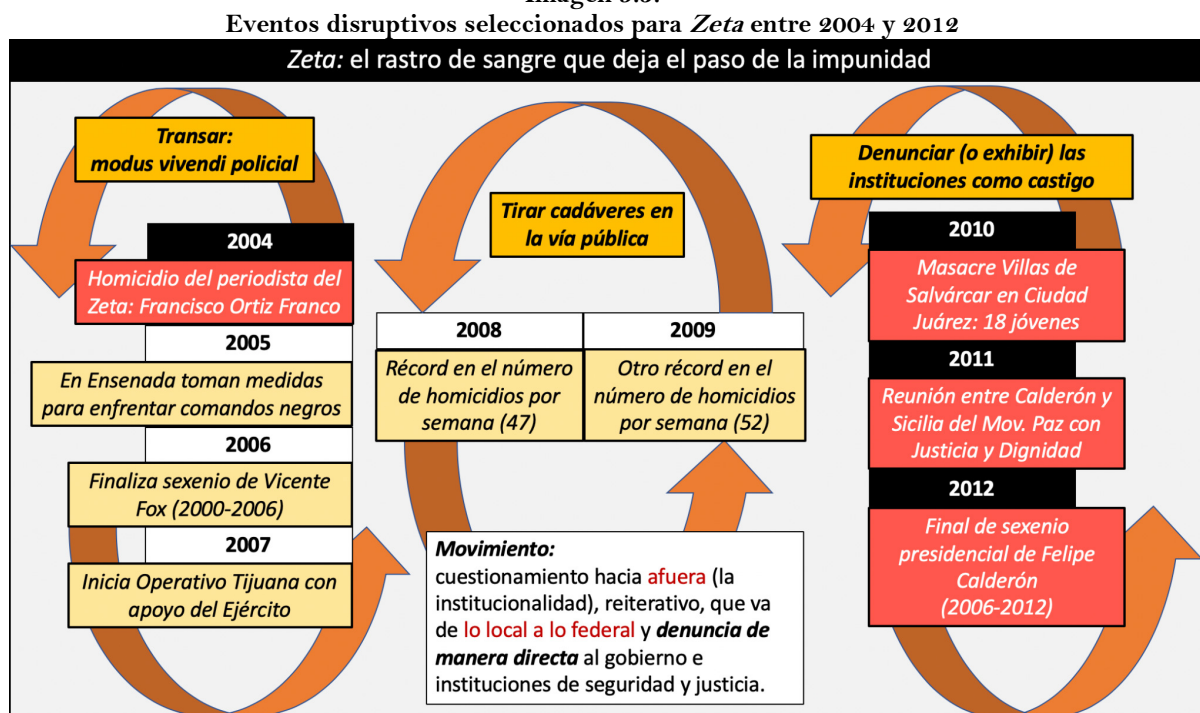 Eventos disruptivos seleccionados para Zeta entre 2004 y 2012
Zeta: el rastro de sangre que deja el paso de la impunidad
Transar:
modus vivendi policial
2004
Homicidio del periodista del
Zeta: Francisco Ortiz Franco
2005
En Ensenada toman medidas
para enfrentar comandos negros
2006
Finaliza sexenio de Vicente
Fox (2000-2006)
2007
Inicia Operativo Tijuana con
apoyo del Ejército
Tirar cadáveres en
la vía pública
2008
Récord en el número
de homicidios por
semana (47)
2009
Otro récord en el
número de homicidios
por semana (52)
Movimiento:
cuestionamiento hacia afuera (la
institucionalidad), reiterativo, que va
de lo local a lo federal y denuncia de
manera directa al gobierno e
instituciones de seguridad y justicia.
Denunciar (o exhibir) las
instituciones como castigo
2010
Masacre Villas de
Salvárcar en Ciudad
Juárez: 18 jóvenes
2011
Reunión entre Calderón y
Sicilia del Mov. Paz con
Justicia y Dignidad
2012
Final de sexenio
presidencial de Felipe
Calderón
(2006-2012)